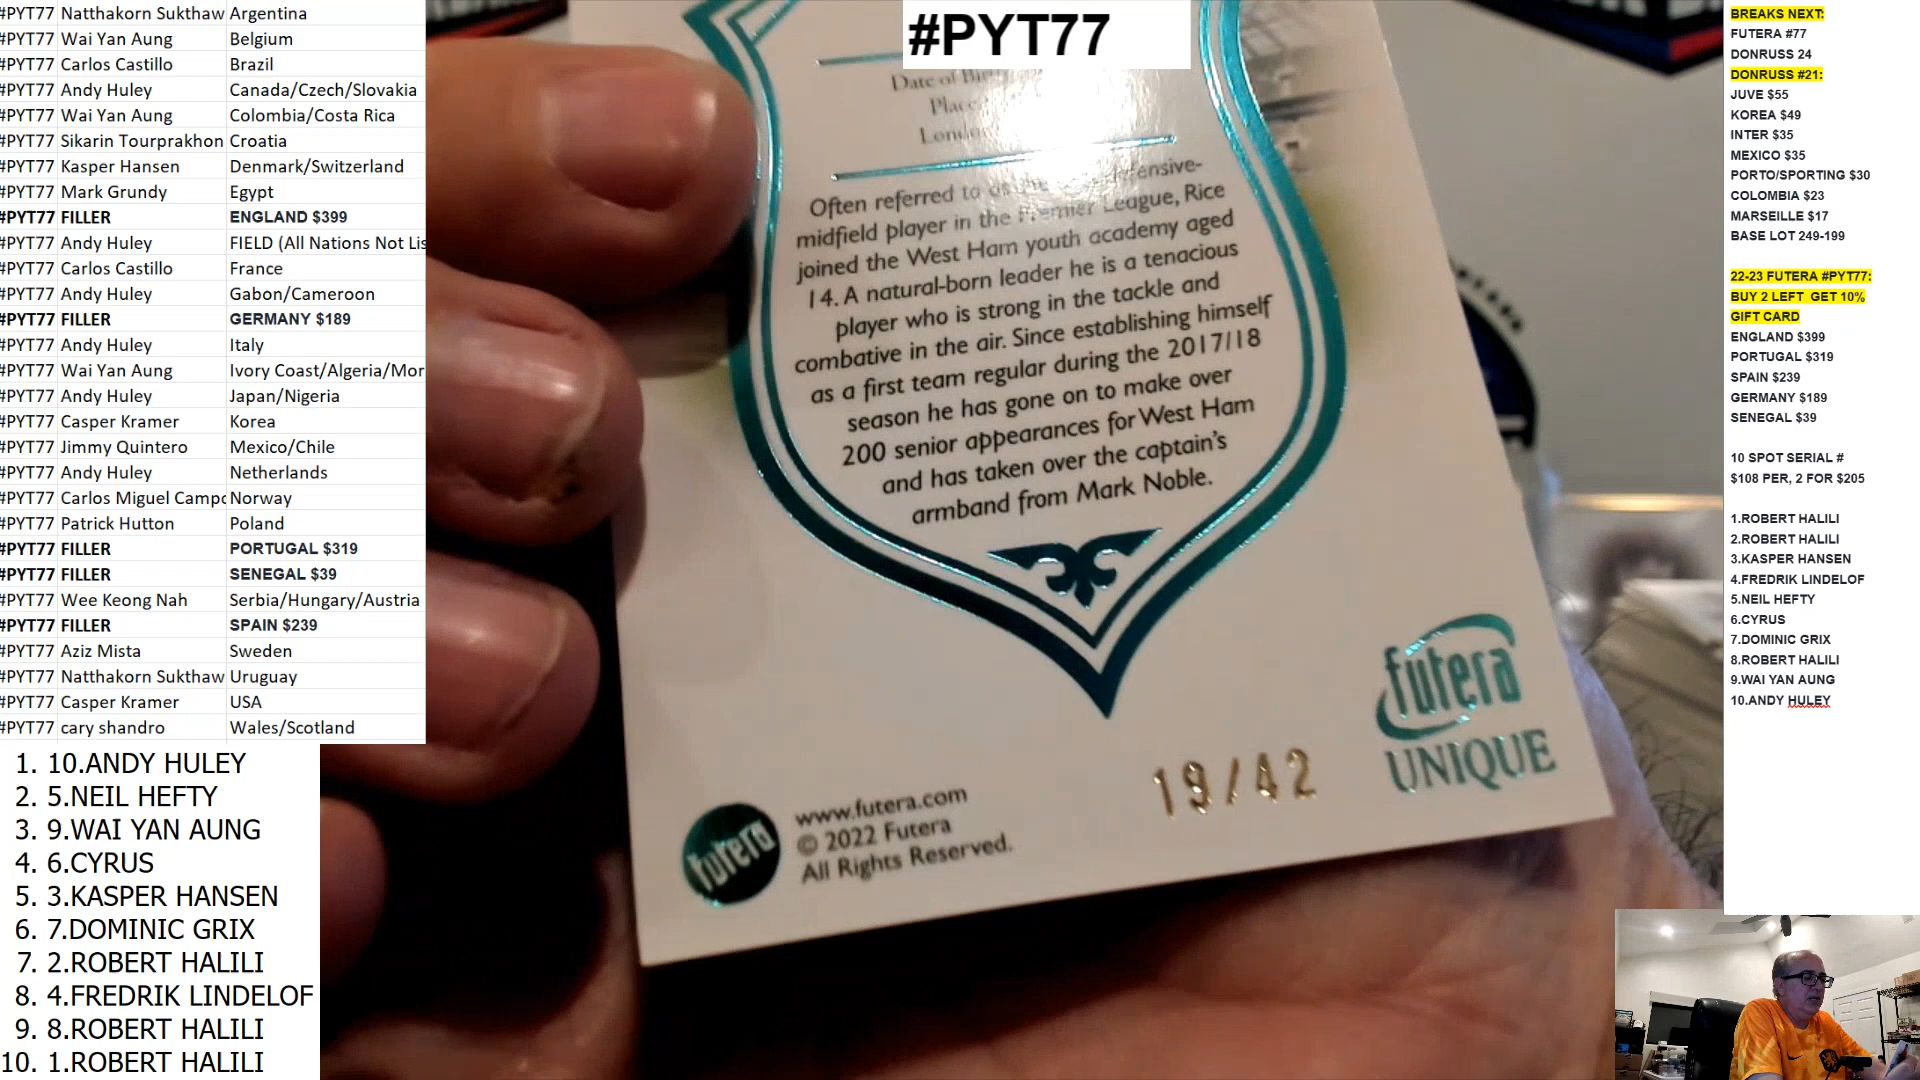 #PYT77 Natthakorn Sukthaw Argentina
#PYT77 Wai Yan Aung Belgium
#PYT77 Carlos Castillo Brazil
#PYT77 Andy Huley Canada/Czech/Slovakia
#PYT77 Wai Yan Aung Colombia/Costa Rica
#PYT77 Sikarin Tourprakhon Croatia
#PYT77 Kasper Hansen Denmark/Switzerland
#PYT77 Mark Grundy Egypt
#PYT77 FILLER ENGLAND $399
#PYT77 Andy Huley FIELD (All Nations Not Lis
#PYT77 Carlos Castillo France
#PYT77 Andy Huley Gabon/Cameroon
#PYT77 FILLER GERMANY $189
#PYT77 Andy Huley Italy
#PYT77 Wai Yan Aung Ivory Coast/Algeria/Mor
#PYT77 Andy Huley Japan/Nigeria
#PYT77 Casper Kramer Korea
#PYT77 Jimmy Quintero Mexico/Chile
#PYT77 Andy Huley Netherlands
#PYT77 Carlos Miguel Campo Norway
#PYT77 Patrick Hutton Poland
#PYT77 FILLER PORTUGAL $319
#PYT77 FILLER SENEGAL $39
#PYT77 Wee Keong Nah Serbia/Hungary/Austria
#PYT77 FILLER SPAIN $239
#PYT77 Aziz Mista Sweden
#PYT77 Natthakorn Sukthaw Uruguay
#PYT77 Casper Kramer USA
#PYT77 cary shandro Wales/Scotland
1. 10.ANDY HULEY
2. 5.NEIL HEFTY
3. 9.WAI YAN AUNG
4. 6.CYRUS
5. 3.KASPER HANSEN
6. 7.DOMINIC GRIX
7. 2.ROBERT HALILI
8. 4.FREDRIK LINDELOF
9. 8.ROBERT HALILI
10. 1.ROBERT HALILI
#PYT77
Date of
Place
Often referred to as the
midfield player in the Premier League, Rice
joined the West Ham youth academy aged
14. A natural-born leader he is a tenacious
player who is strong in the tackle and
combative in the air. Since establishing himself
as a first team regular during the 2017/18
season he has gone on to make over
200 senior appearances for West Ham
and has taken over the captain's
armband from Mark Noble.
futera
UNIQUE
19/42
futera
www.futera.com
© 2022 Futera
All Rights Reserved.
BREAKS NEXT:
FUTERA #77
DONRUSS 24
DONRUSS #21:
JUVE $55
KOREA $49
INTER $35
MEXICO $35
PORTO/SPORTING $30
COLOMBIA $23
MARSEILLE $17
BASE LOT 249-199
22-23 FUTERA #PYT77:
BUY 2 LEFT GET 10%
GIFT CARD
ENGLAND $399
PORTUGAL $319
SPAIN $239
GERMANY $189
SENEGAL $39
10 SPOT SERIAL #
$108 PER, 2 FOR $205
1.ROBERT HALILI
2.ROBERT HALILI
3.KASPER HANSEN
4.FREDRIK LINDELOF
5.NEIL HEFTY
6.CYRUS
7.DOMINIC GRIX
8.ROBERT HALILI
9.WAI YAN AUNG
10.ANDY HULEY